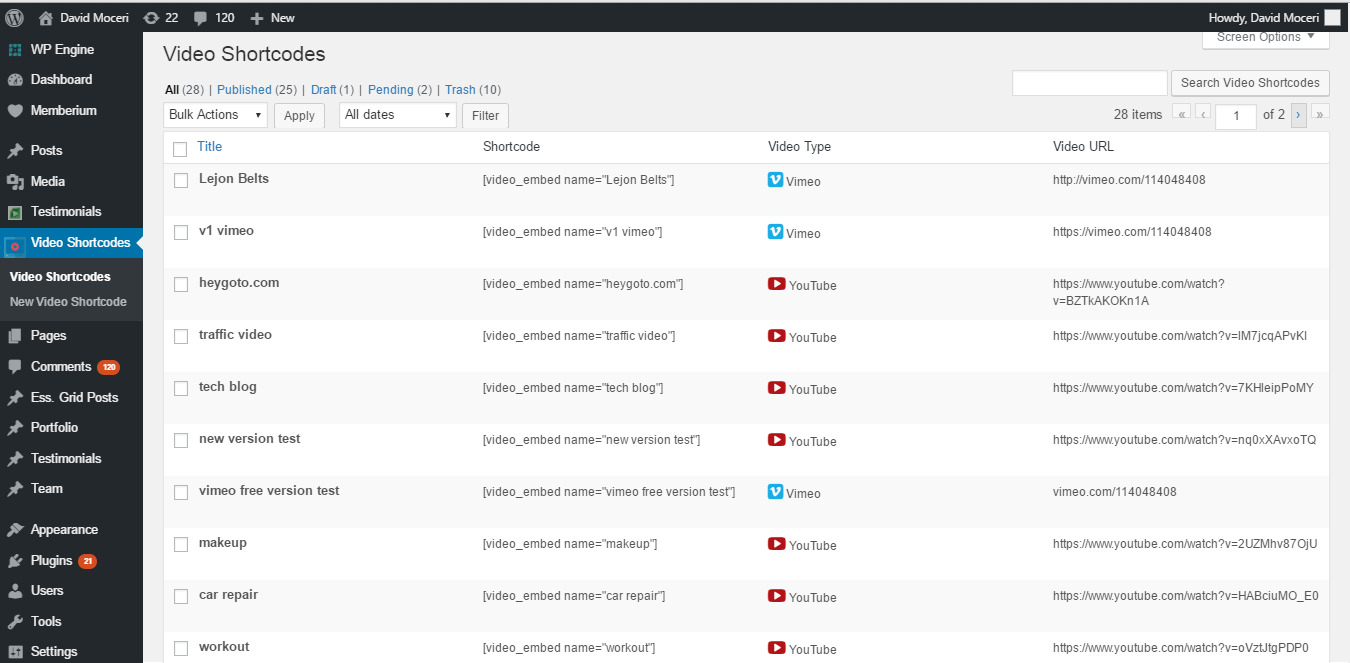 David Moceri 22 120 New Howdy, David Moceri
WP Engine
Dashboard
Memberium
Posts
Media
Testimonials
Video Shortcodes
Video Shortcodes
New Video Shortcode
Pages
Comments 120
Ess. Grid Posts
Portfolio
Testimonials
Team
Appearance
Plugins 21
Users
Tools
Settings
Screen Options
Video Shortcodes
All (28) | Published (25) | Draft (1) | Pending (2) | Trash (10)
Search Video Shortcodes
Bulk Actions Apply All dates Filter
28 items « ‹ 1 of 2 › »
Title Shortcode Video Type Video URL
Lejon Belts [video_embed name="Lejon Belts"] Vimeo http://vimeo.com/114048408
v1 vimeo [video_embed name="v1 vimeo"] Vimeo https://vimeo.com/114048408
heygoto.com [video_embed name="heygoto.com"] YouTube https://www.youtube.com/watch?
v=BZTkAKOKn1A
traffic video [video_embed name="traffic video"] YouTube https://www.youtube.com/watch?v=IM7jcqAPvKI
tech blog [video_embed name="tech blog"] YouTube https://www.youtube.com/watch?v=7KHleipPoMY
new version test [video_embed name="new version test"] YouTube https://www.youtube.com/watch?v=nq0xXAvxoTQ
vimeo free version test [video_embed name="vimeo free version test"] Vimeo vimeo.com/114048408
makeup [video_embed name="makeup"] YouTube https://www.youtube.com/watch?v=2UZMhv87OjU
car repair [video_embed name="car repair"] YouTube https://www.youtube.com/watch?v=HABciuMO_E0
workout [video_embed name="workout"] YouTube https://www.youtube.com/watch?v=oVztJtgPDP0